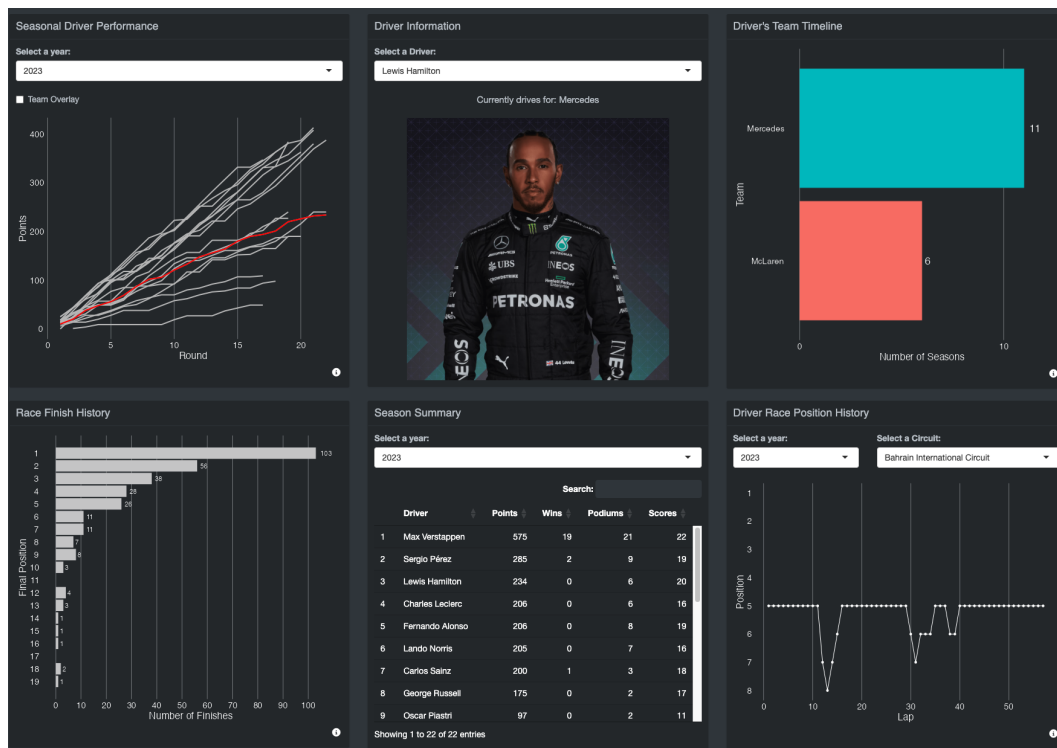 Seasonal Driver Performance
Select a year:
2023
Team Overlay
400
300
200
100
0
Points
0 5 10 15 20
Round
Driver Information
Select a Driver:
Lewis Hamilton
Currently drives for: Mercedes
PETRONAS
UBS
INEOS
PETRONAS
INEOS
INEOS
44 Lewis
Driver's Team Timeline
Mercedes
11
Team
McLaren
6
0 10
Number of Seasons
Race Finish History
Final Position
1 103
2 56
3 38
4 28
5 26
6 11
7 11
8 7
9 8
10 3
11
12 4
13 3
14 1
15 1
16 1
17
18 2
19 1
0 10 20 30 40 50 60 70 80 90 100
Number of Finishes
Season Summary
Select a year:
2023
Search:
Driver Points Wins Podiums Scores
1 Max Verstappen 575 19 21 22
2 Sergio Pérez 285 2 9 19
3 Lewis Hamilton 234 0 6 20
4 Charles Leclerc 206 0 6 16
5 Fernando Alonso 206 0 8 19
6 Lando Norris 205 0 7 16
7 Carlos Sainz 200 1 3 18
8 George Russell 175 0 2 17
9 Oscar Piastri 97 0 2 11
Showing 1 to 22 of 22 entries
Driver Race Position History
Select a year: Select a Circuit:
2023 Bahrain International Circuit
1
2
3
4
5
6
7
8
Position
0 10 20 30 40 50
Lap